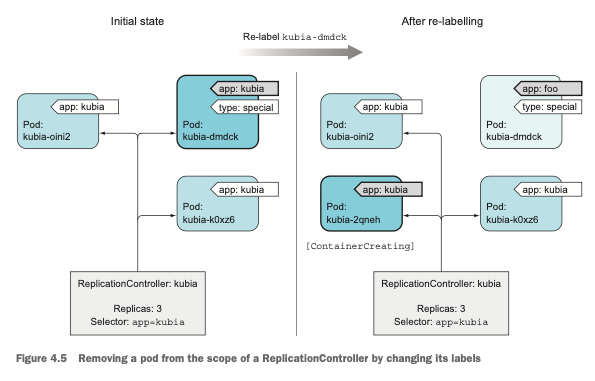 Initial state
After re-labelling
Re-label kubia-dmdck
app: kubia
Pod:
kubia-oini2
app: kubia
type: special
Pod:
kubia-dmdck
app: kubia
Pod:
kubia-k0xz6
ReplicationController: kubia
Replicas: 3
Selector: app=kubia
app: kubia
Pod:
kubia-oini2
app: foo
type: special
Pod:
kubia-dmdck
app: kubia
Pod:
kubia-2qneh
[ContainerCreating]
app: kubia
Pod:
kubia-k0xz6
ReplicationController: kubia
Replicas: 3
Selector: app=kubia
Figure 4.5 Removing a pod from the scope of a ReplicationController by changing its labels